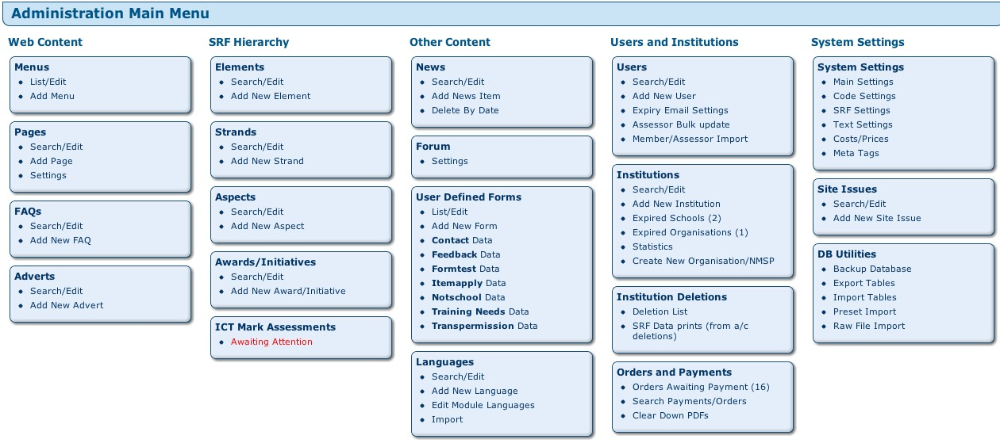 Administration Main Menu
Web Content
Menus
List/Edit
Add Menu
Pages
Search/Edit
Add Page
Settings
FAQs
Search/Edit
Add New FAQ
Adverts
Search/Edit
Add New Advert
SRF Hierarchy
Elements
Search/Edit
Add New Element
Strands
Search/Edit
Add New Strand
Aspects
Search/Edit
Add New Aspect
Awards/Initiatives
Search/Edit
Add New Award/Initiative
ICT Mark Assessments
Awaiting Attention
Other Content
News
Search/Edit
Add News Item
Delete By Date
Forum
Settings
User Defined Forms
List/Edit
Add New Form
Contact Data
Feedback Data
Formtest Data
Itemapply Data
Notschool Data
Training Needs Data
Transpermission Data
Languages
Search/Edit
Add New Language
Edit Module Languages
Import
Users and Institutions
Users
Search/Edit
Add New User
Expiry Email Settings
Assessor Bulk update
Member/Assessor Import
Institutions
Search/Edit
Add New Institution
Expired Schools (2)
Expired Organisations (1)
Statistics
Create New Organisation/NMSP
Institution Deletions
Deletion List
SRF Data prints (from a/c
deletions)
Orders and Payments
Orders Awaiting Payment (16)
Search Payments/Orders
Clear Down PDFs
System Settings
System Settings
Main Settings
Code Settings
SRF Settings
Text Settings
Costs/Prices
Meta Tags
Site Issues
Search/Edit
Add New Site Issue
DB Utilities
Backup Database
Export Tables
Import Tables
Preset Import
Raw File Import